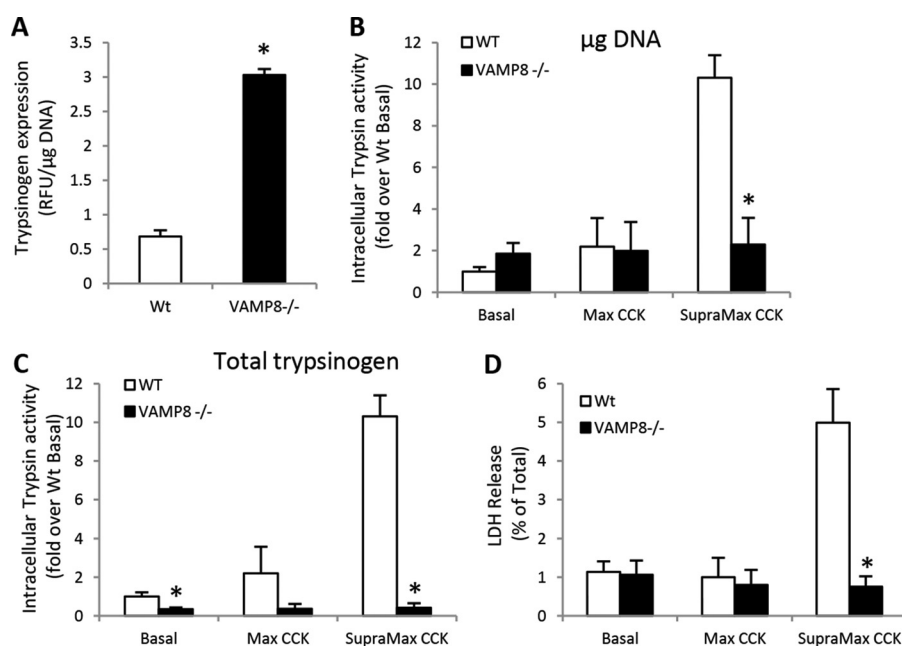 A
Trypsinogen expression
(RFU/µg DNA)
3.5
3
2.5
2
1.5
1
0.5
0
*
Wt
VAMP8-/-
B
µg DNA
WT
VAMP8 -/-
Intracellular Trypsin activity
(fold over Wt Basal)
12
10
8
6
4
2
0
*
Basal
Max CCK
SupraMax CCK
C
Total trypsinogen
WT
VAMP8 -/-
Intracellular Trypsin activity
(fold over Wt Basal)
12
10
8
6
4
2
0
*
*
Basal
Max CCK
SupraMax CCK
D
Wt
VAMP8-/-
LDH Release
(% of Total)
6
5
4
3
2
1
0
*
Basal
Max CCK
SupraMax CCK